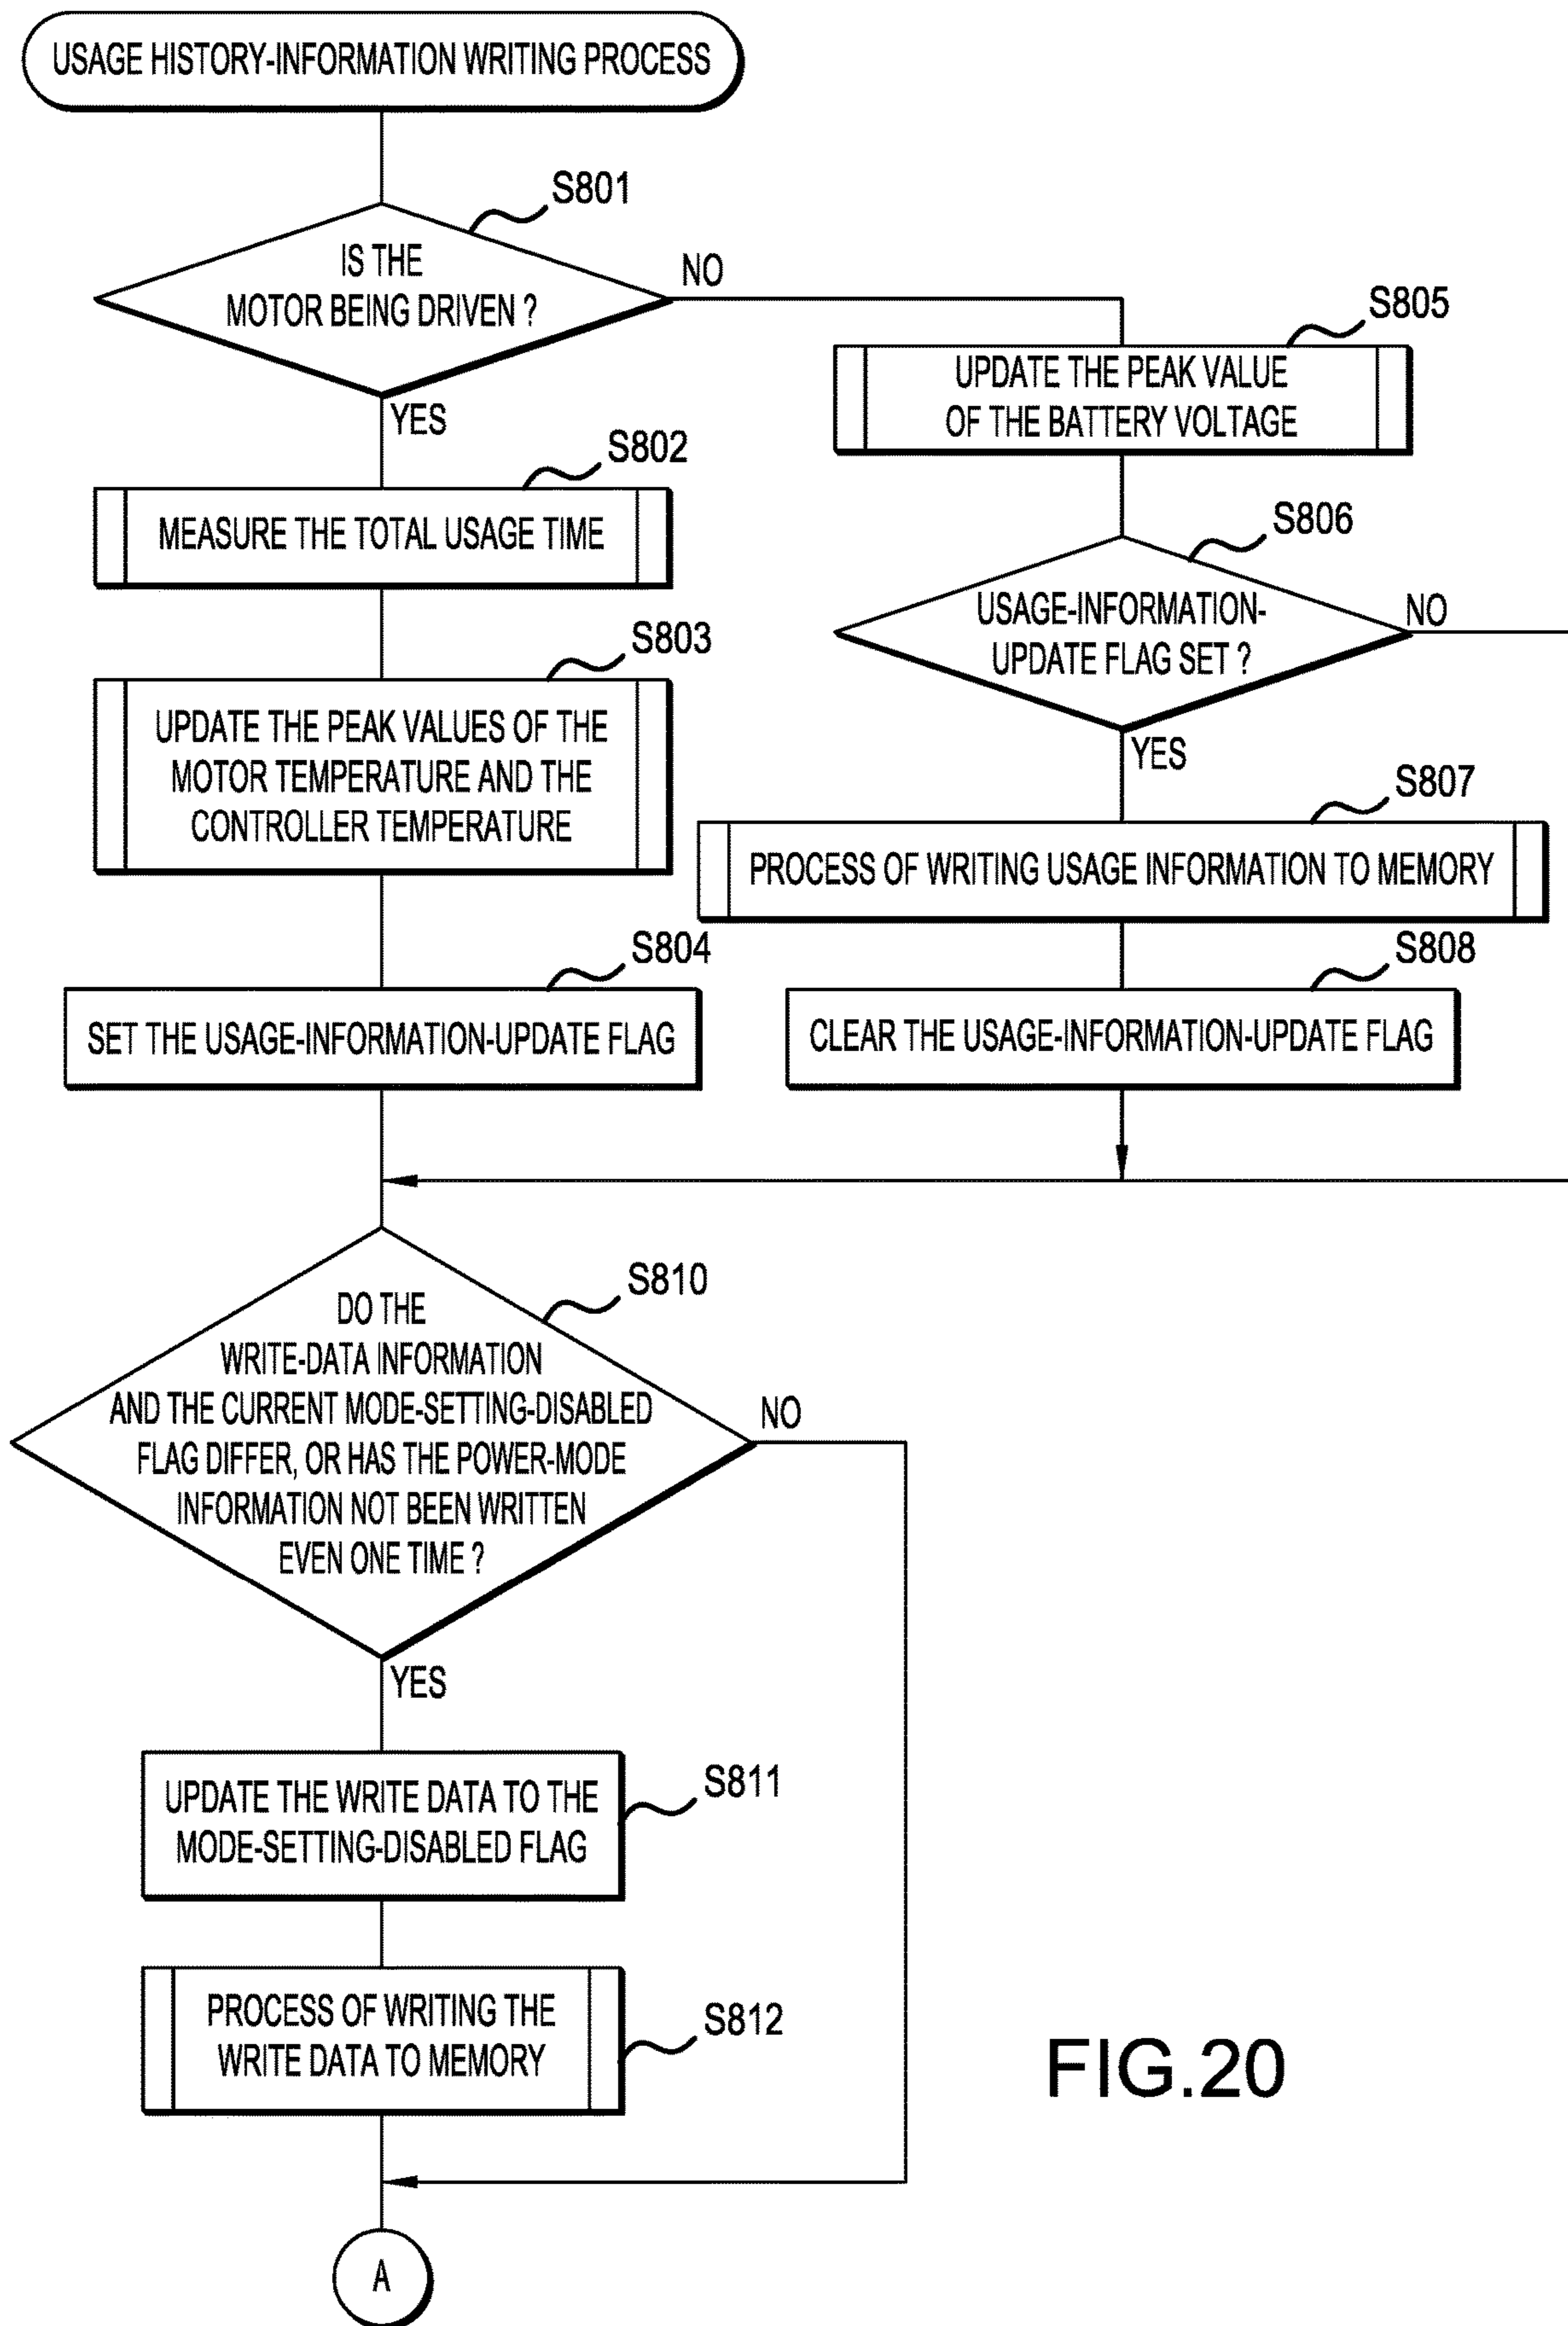 USAGE HISTORY-INFORMATION WRITING PROCESS
S801
IS THE
MOTOR BEING DRIVEN ?
NO
YES
S802
MEASURE THE TOTAL USAGE TIME
S803
UPDATE THE PEAK VALUES OF THE
MOTOR TEMPERATURE AND THE
CONTROLLER TEMPERATURE
S804
SET THE USAGE-INFORMATION-UPDATE FLAG
S805
UPDATE THE PEAK VALUE
OF THE BATTERY VOLTAGE
S806
USAGE-INFORMATION-
UPDATE FLAG SET ?
NO
YES
S807
PROCESS OF WRITING USAGE INFORMATION TO MEMORY
S808
CLEAR THE USAGE-INFORMATION-UPDATE FLAG
S810
DO THE
WRITE-DATA INFORMATION
AND THE CURRENT MODE-SETTING-DISABLED
FLAG DIFFER, OR HAS THE POWER-MODE
INFORMATION NOT BEEN WRITTEN
EVEN ONE TIME ?
NO
YES
S811
UPDATE THE WRITE DATA TO THE
MODE-SETTING-DISABLED FLAG
S812
PROCESS OF WRITING THE
WRITE DATA TO MEMORY
A
FIG.20